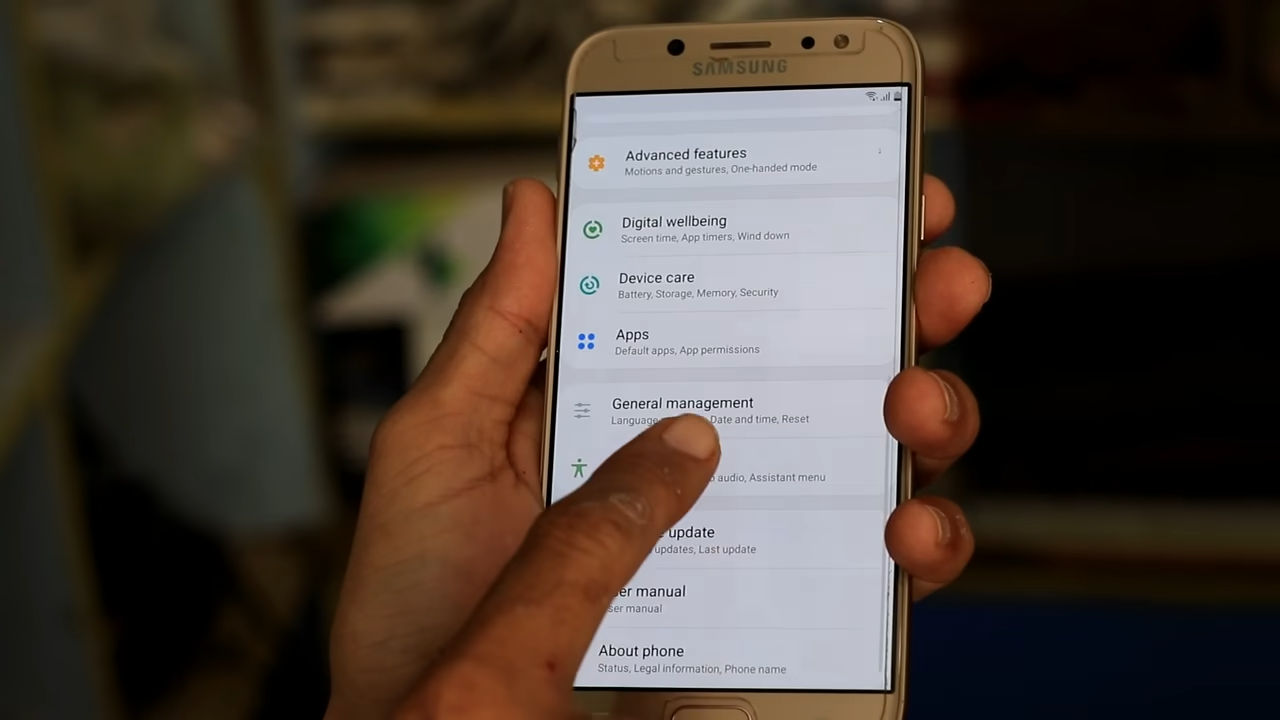 SAMSUNG
Advanced features
Motions and gestures, One-handed mode
Digital wellbeing
Screen time, App timers, Wind down
Device care
Battery, Storage, Memory, Security
Apps
Default apps, App permissions
General management
Language Date and time, Reset
audio, Assistant menu
update
updates, Last update
manual
manual
About phone
Status, Legal information, Phone name